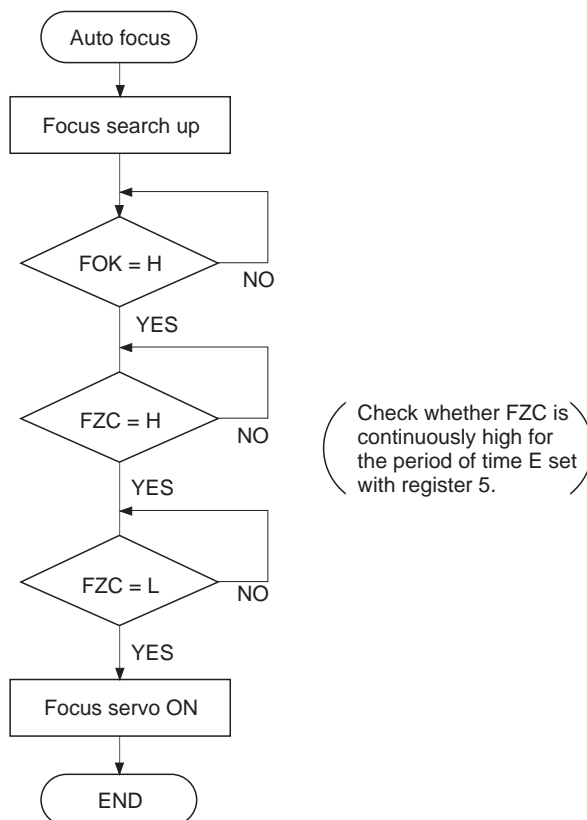 Auto focus
Focus search up
FOK = H
NO
YES
FZC = H
NO
Check whether FZC is
continuously high for
the period of time E set
with register 5.
YES
FZC = L
NO
YES
Focus servo ON
END